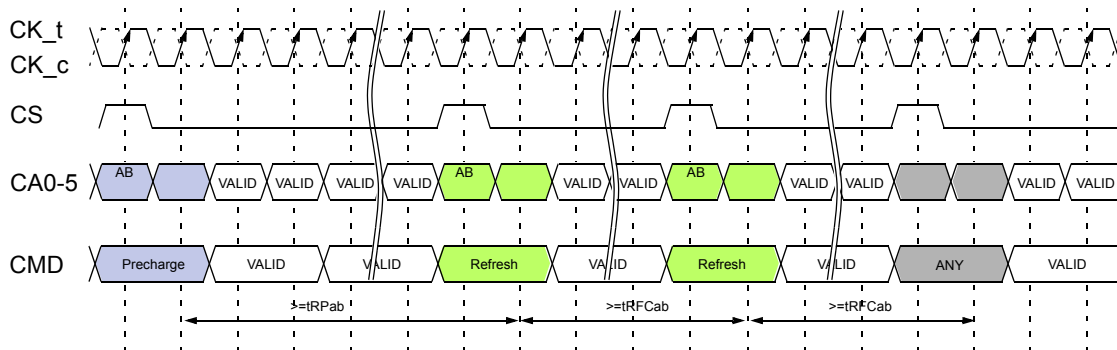 CK_t
CK_c
CS
CA0-5 AB VALID VALID VALID VALID AB VALID VALID AB VALID VALID VALID VALID
CMD Precharge VALID VALID Refresh VALID Refresh VALID ANY VALID
>=tRPab >=tRFCab >=tRFCab